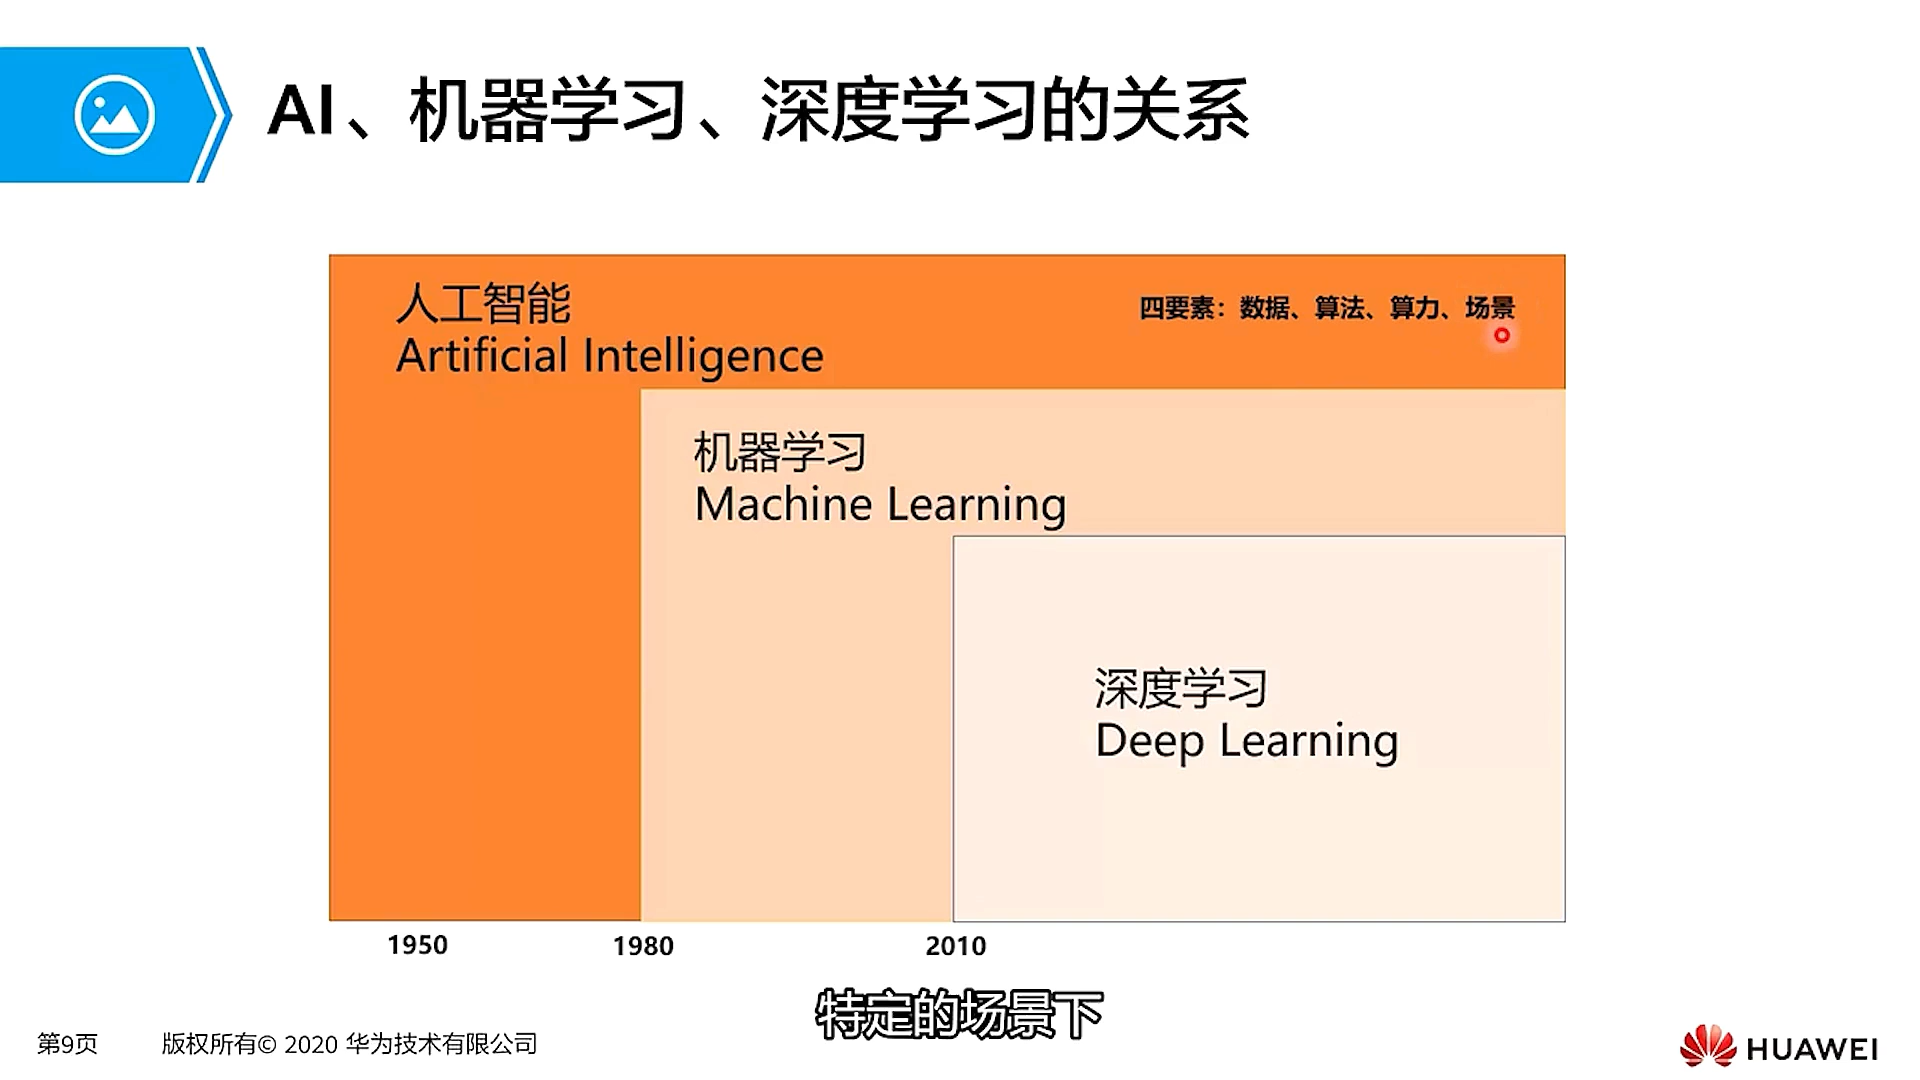 AI、机器学习、深度学习的关系
人工智能
Artificial Intelligence
四要素：数据、算法、算力、场景
机器学习
Machine Learning
深度学习
Deep Learning
1950
1980
2010
特定的场景下
第9页
版权所有© 2020 华为技术有限公司
HUAWEI